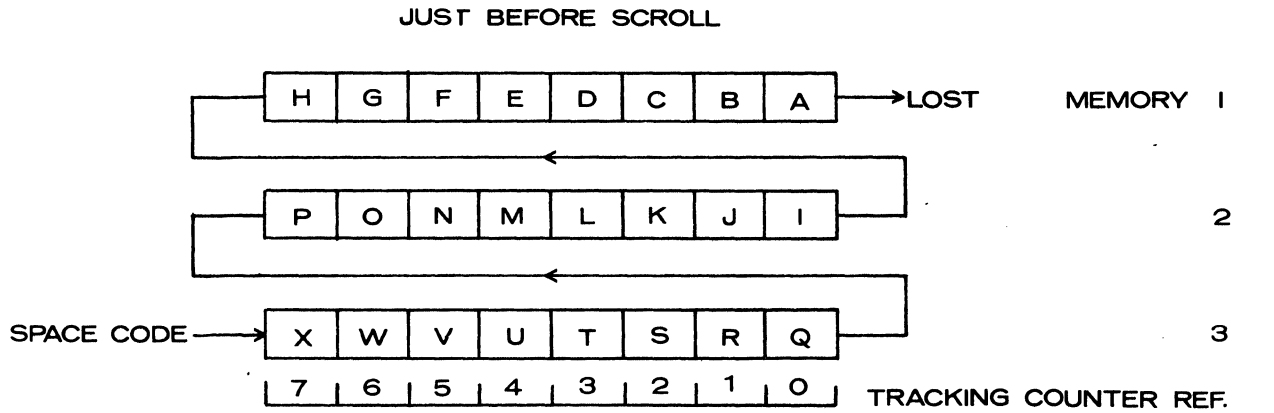 JUST BEFORE SCROLL
H G F E D C B A LOST MEMORY 1
P O N M L K J I 2
SPACE CODE X W V U T S R Q 3
7 6 5 4 3 2 1 0 TRACKING COUNTER REF.